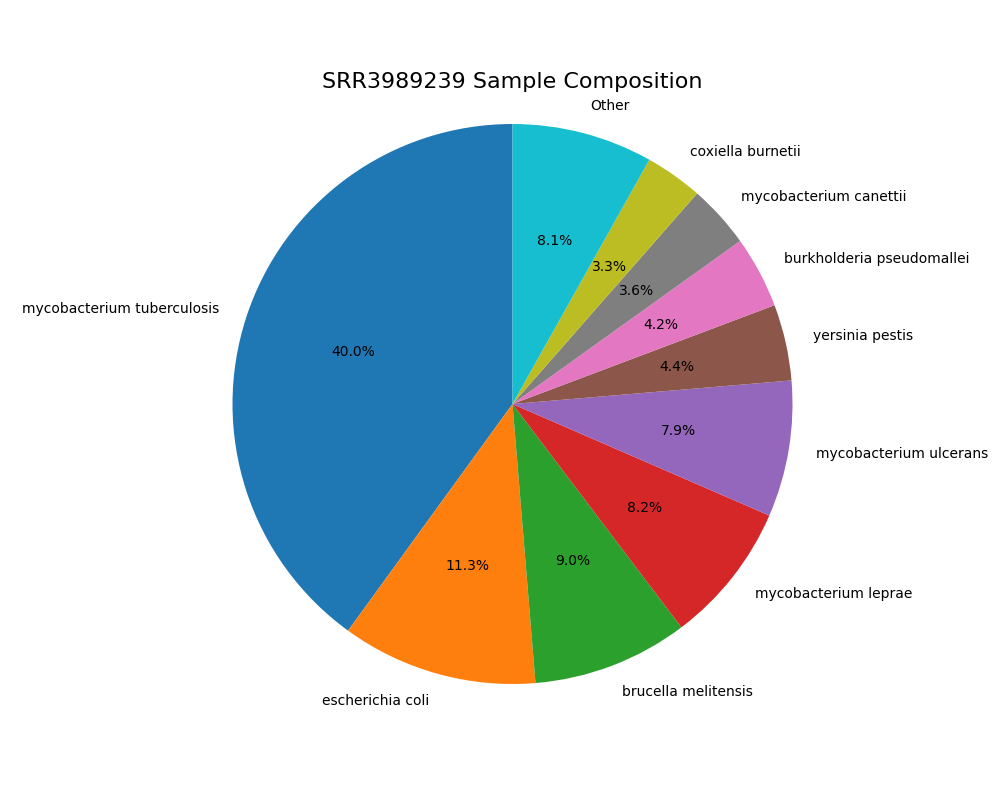 SRR3989239 Sample Composition
Other
coxiella burnetii
mycobacterium canettii
burkholderia pseudomallei
yersinia pestis
mycobacterium ulcerans
mycobacterium leprae
brucella melitensis
escherichia coli
mycobacterium tuberculosis
8.1%
3.3%
3.6%
4.2%
4.4%
7.9%
8.2%
9.0%
11.3%
40.0%